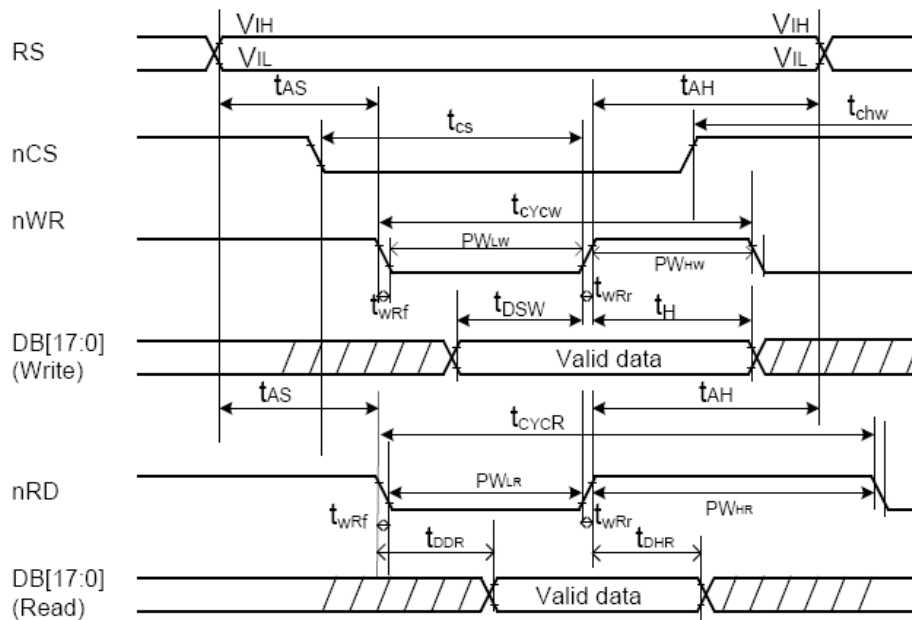 RS VIH VIH
VIL VIL
tAS tAH
tcs tchw
nCS
nWR tcYcw
PWLW PWHW
twRf tDSW twRr tH
DB[17:0]
(Write) Valid data
tAS tAH
tCYCR
nRD PWLR
PWHR
twRf twRr
tDDR tDHR
DB[17:0] Valid data
(Read)